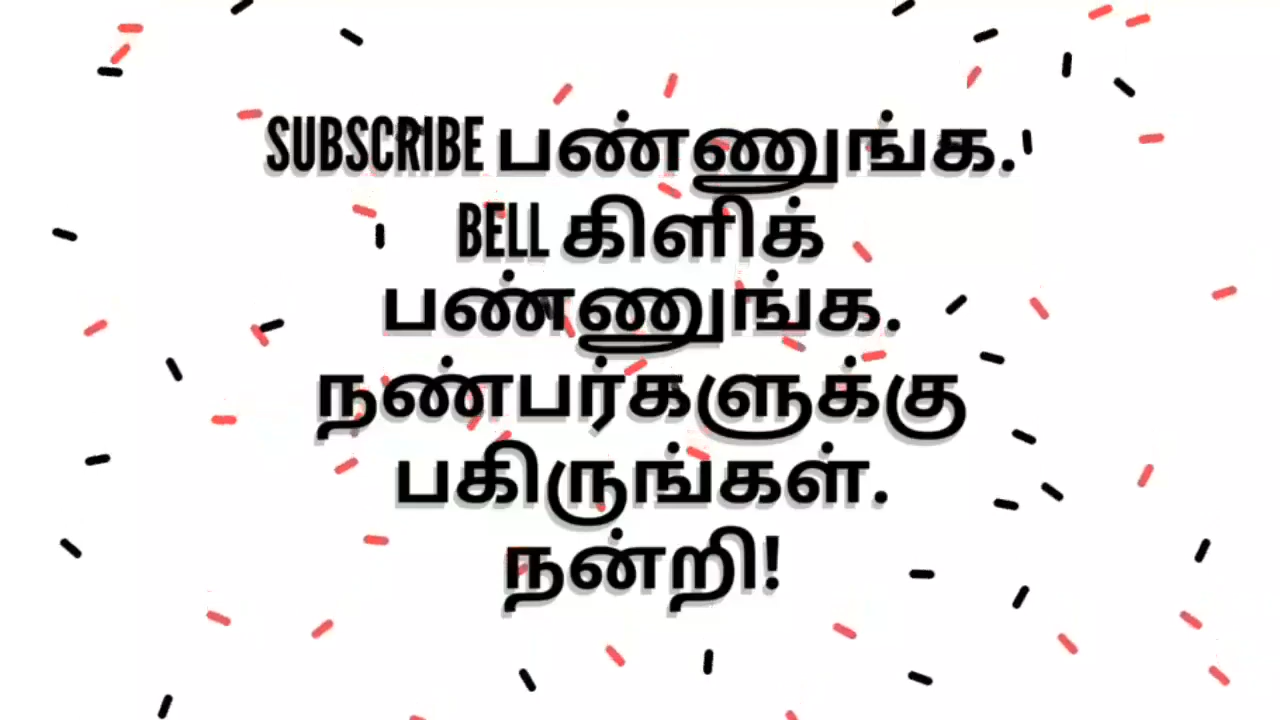 SUBSCRIBE பண்ணுங்க.
BELL கிளிக்
பண்ணுங்க.
நண்பர்களுக்கு
பகிருங்கள்.
நன்றி!